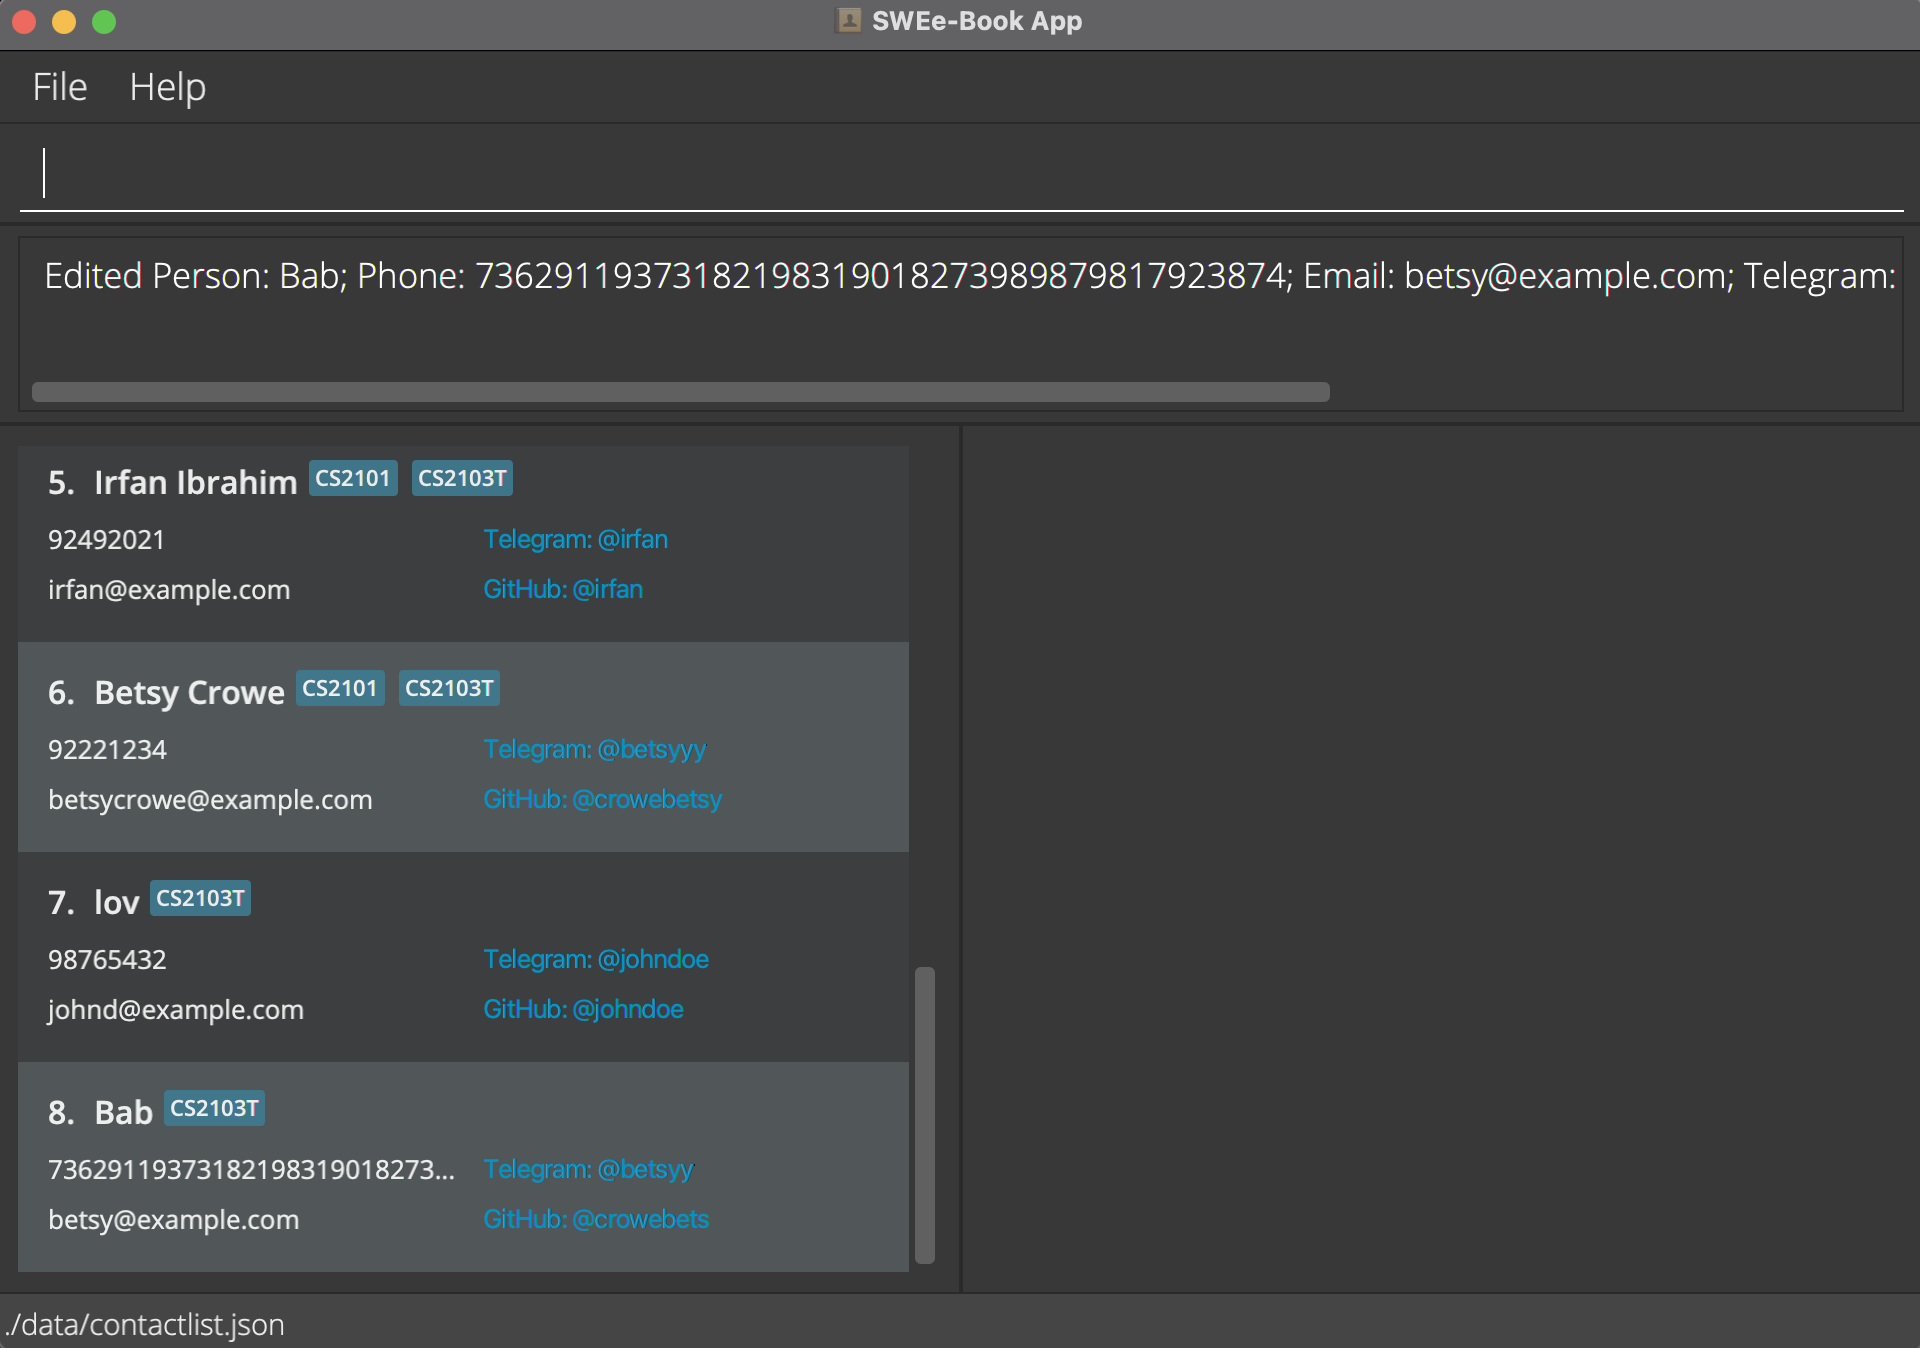 SWEe-Book App
File Help
Edited Person: Bab; Phone: 73629119373182198319018273989879817923874; Email: betsy@example.com; Telegram:
5. Irfan Ibrahim CS2101 CS2103T
92492021 Telegram: @irfan
irfan@example.com GitHub: @irfan
6. Betsy Crowe CS2101 CS2103T
92221234 Telegram: @betsyyy
betsycrowe@example.com GitHub: @crowebetsy
7. lov CS2103T
98765432 Telegram: @johndoe
johnd@example.com GitHub: @johndoe
8. Bab CS2103T
73629119373182198319018273... Telegram: @betsyy
betsy@example.com GitHub: @crowebets
./data/contactlist.json